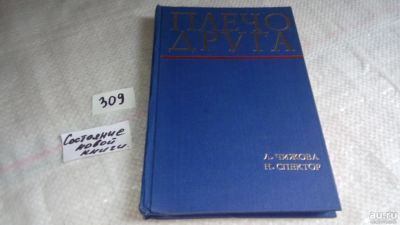 ПЛЕЧО
ДРУГА
309
Состояние
новой
книги.
А. ЧИЖОВА
Н. СПЕКТОР
au.ru